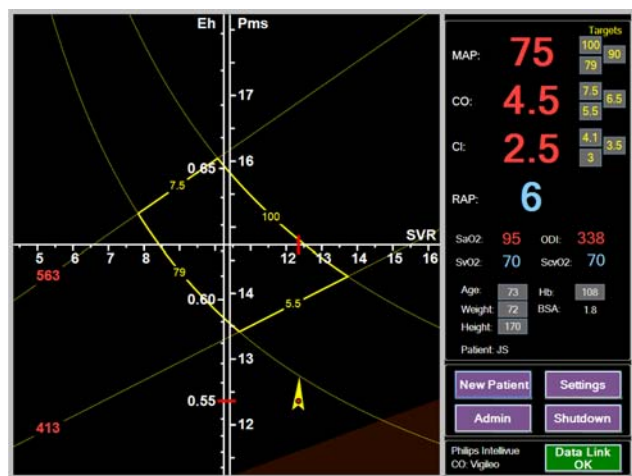 Eh Pms
17
16
0.65
7.5
100
SVR
4 5 6 7 8 9 11 12 13 14 15 16
563
79
0.60
14
5.5
13
0.55
12
413
Targets
MAP: 75 100 90
79
CO: 4.5 7.5 6.5
5.5
CI: 2.5 4.1 3.5
3
RAP: 6
SaO2: 95 ODI: 338
SvO2: 70 ScvO2: 70
Age: 73 Hb: 108
Weight: 72 BSA: 1.8
Height: 170
Patient: JS
New Patient Settings
Admin Shutdown
Philips Intellivue
CO: Vigileo
Data Link
OK